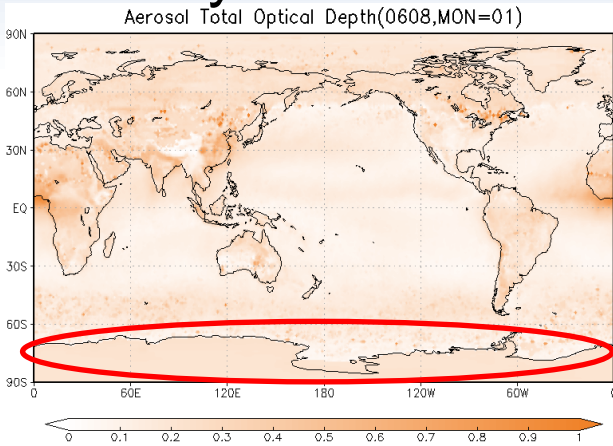 Aerosol Total Optical Depth(0608,MON=01)
90N
60N
30N
EQ
30S
60S
90S
0 60E 120E 180 120W 60W 0
0 0.1 0.2 0.3 0.4 0.5 0.6 0.7 0.8 0.9 1